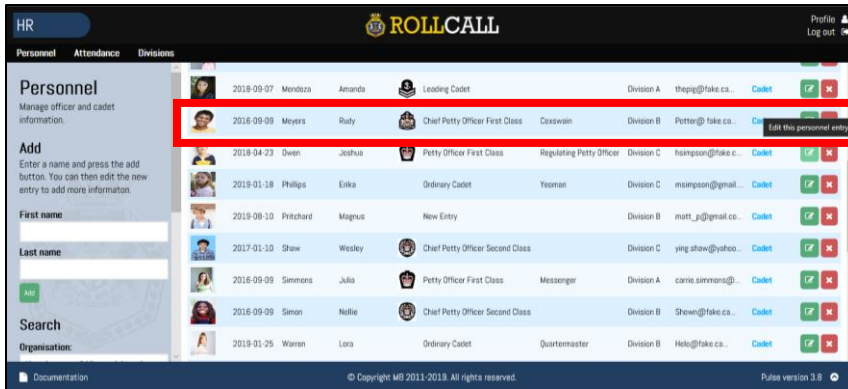 HR
ROLLCALL
Profile
Log out
Personnel Attendance Divisions
Personnel
Manage officer and cadet
information.
Add
Enter a name and press the add
button. You can then edit the new
entry to add more informaton.
First name
Last name
Add
Search
Organisation:
2018-09-07 Mendoza Amanda Leading Cadet Division A thepig@fake.ca... Cadet
2016-09-09 Meyers Rudy Chief Petty Officer First Class Coxswain Division B Potter@ fake.ca...
Edit this personnel entry
2018-04-23 Owen Joshua Petty Officer First Class Regulating Petty Officer Division C hsimpson@fake.c... Cadet
2019-01-18 Phillips Erika Ordinary Cadet Yeoman Division C msimpson@gmail... Cadet
2019-08-10 Pritchard Magnus New Entry Division B matt_p@gmail.co... Cadet
2017-01-10 Shaw Wesley Chief Petty Officer Second Class Division C ying.shaw@yahoo... Cadet
2016-09-09 Simmons Julia Petty Officer First Class Messenger Division A carrie.simmons@... Cadet
2016-09-09 Simon Nellie Chief Petty Officer Second Class Division B Shown@fake.ca... Cadet
2019-01-25 Warren Lora Ordinary Cadet Quartermaster Division B Helo@fake.ca... Cadet
Documentation
© Copyright MB 2011-2019. All rights reserved.
Pulse version 3.8